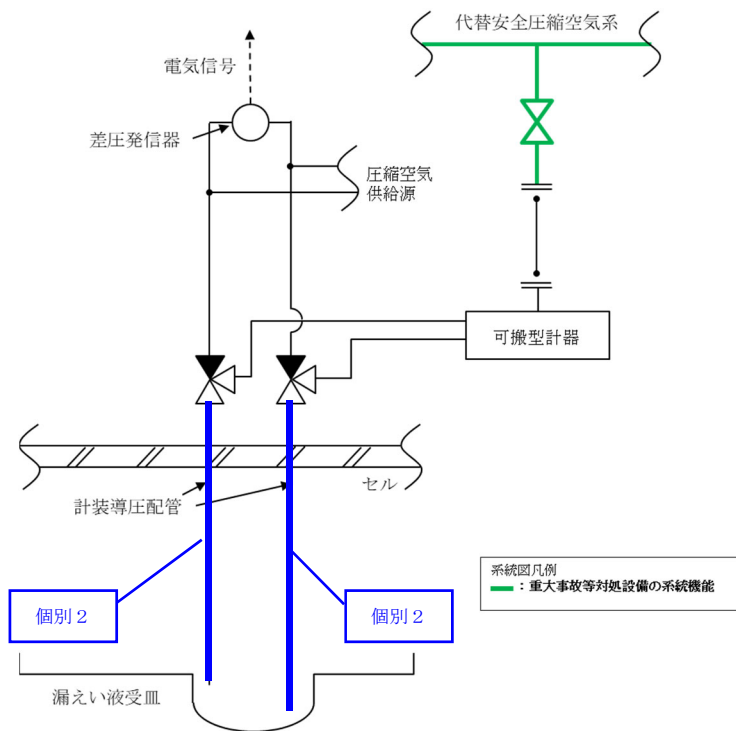 代替安全圧縮空気系
電気信号
差圧発信器
圧縮空気
供給源
可搬型計器
セル
計装導圧配管
系統図凡例
：重大事故等対処設備の系統機能
個別２
個別２
漏えい液受皿